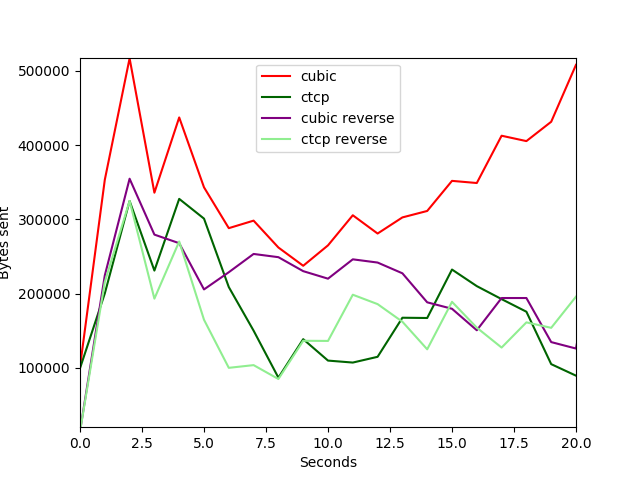 500000
400000
300000
200000
100000
Bytes sent
cubic
ctcp
cubic reverse
ctcp reverse
0.0 2.5 5.0 7.5 10.0 12.5 15.0 17.5 20.0
Seconds